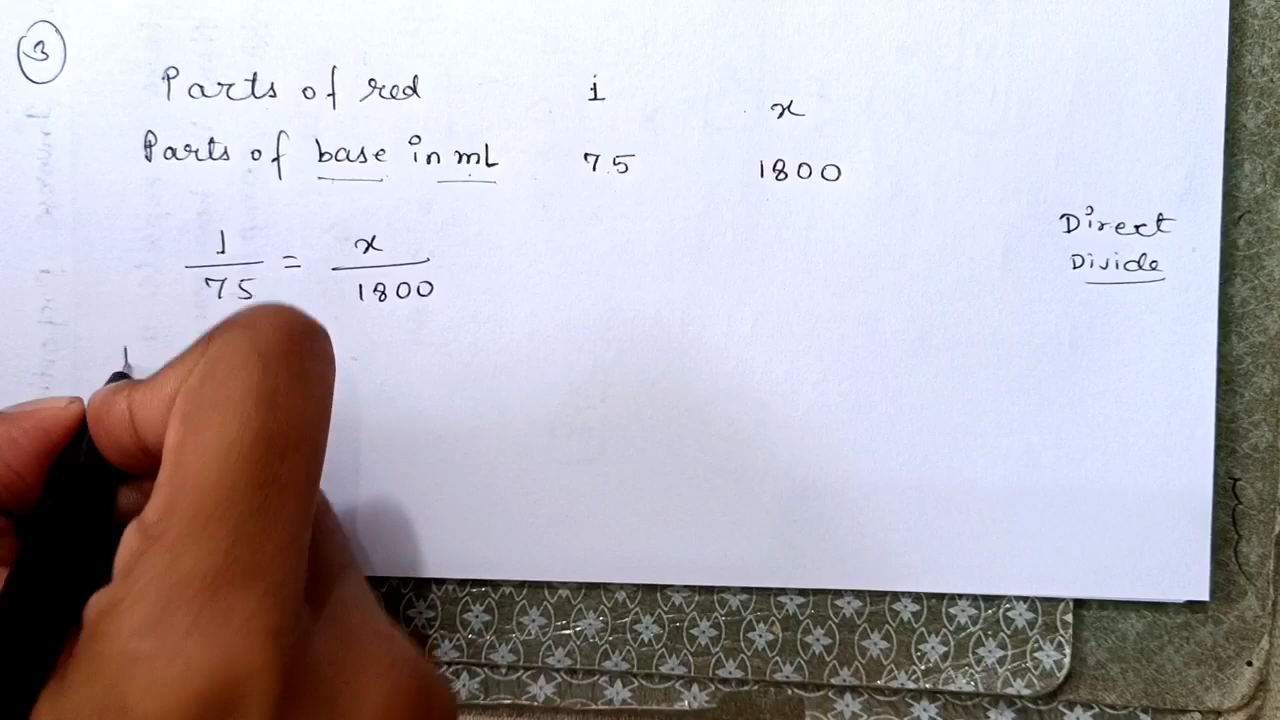 3
Parts of red 1 x
Parts of base in mL 75 1800
1/75 = x/1800
Direct
Divide